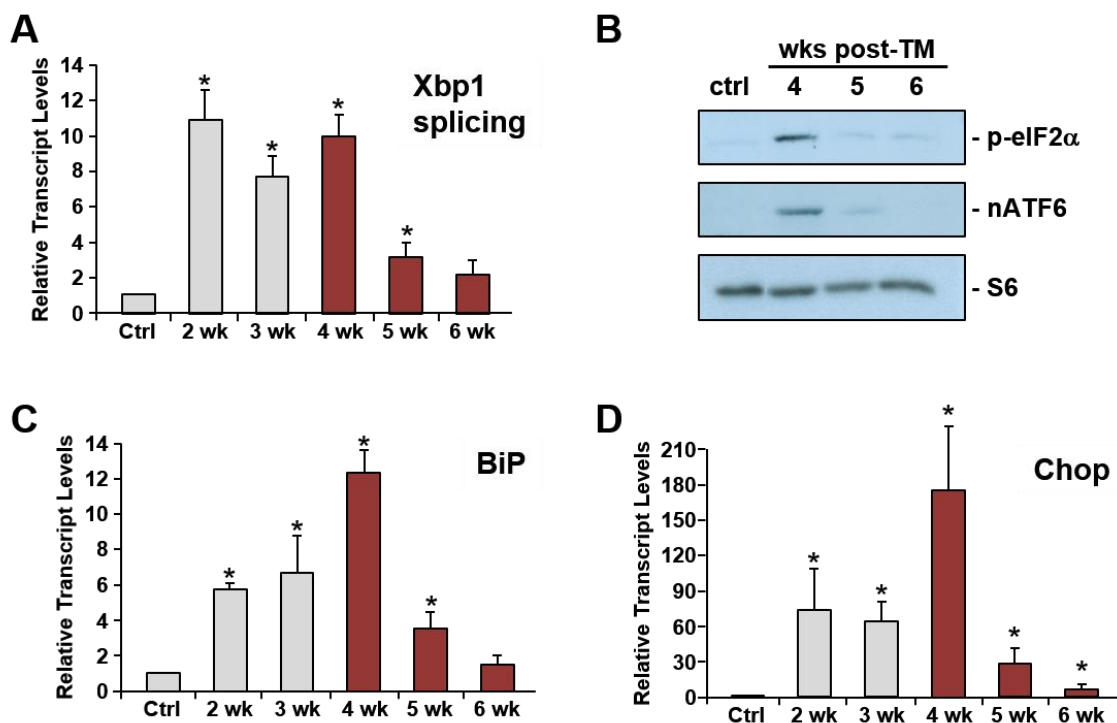 A
Relative Transcript Levels
14
12
10
8
6
4
2
0
*
*
*
*
Xbp1
splicing
Ctrl 2 wk 3 wk 4 wk 5 wk 6 wk
B
wks post-TM
ctrl 4 5 6
- p-eIF2α
- nATF6
- S6
C
Relative Transcript Levels
14
12
10
8
6
4
2
0
*
*
*
*
BiP
Ctrl 2 wk 3 wk 4 wk 5 wk 6 wk
D
Relative Transcript Levels
210
180
150
120
90
60
30
0
*
*
*
*
*
Chop
Ctrl 2 wk 3 wk 4 wk 5 wk 6 wk